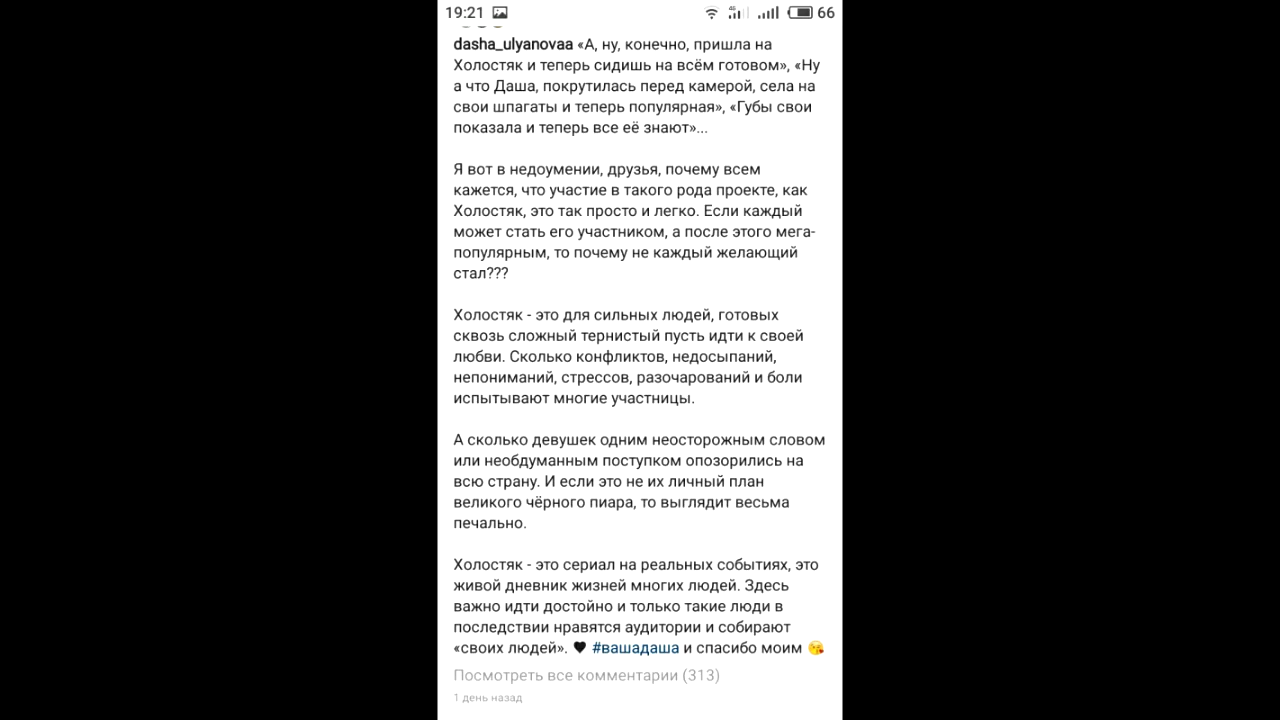 19:21 4G 66
dasha_ulyanovaa «А, ну, конечно, пришла на
Холостяк и теперь сидишь на всём готовом», «Ну
а что Даша, покрутилась перед камерой, села на
свои шпагаты и теперь популярная», «Губы свои
показала и теперь все её знают»...
Я вот в недоумении, друзья, почему всем
кажется, что участие в такого рода проекте, как
Холостяк, это так просто и легко. Если каждый
может стать его участником, а после этого мега-
популярным, то почему не каждый желающий
стал???
Холостяк - это для сильных людей, готовых
сквозь сложный тернистый пусть идти к своей
любви. Сколько конфликтов, недосыпаний,
непониманий, стрессов, разочарований и боли
испытывают многие участницы.
А сколько девушек одним неосторожным словом
или необдуманным поступком опозорились на
всю страну. И если это не их личный план
великого чёрного пиара, то выглядит весьма
печально.
Холостяк - это сериал на реальных событиях, это
живой дневник жизней многих людей. Здесь
важно идти достойно и только такие люди в
последствии нравятся аудитории и собирают
«своих людей». ♥ #вашадаша и спасибо моим 😘
Посмотреть все комментарии (313)
1 день назад